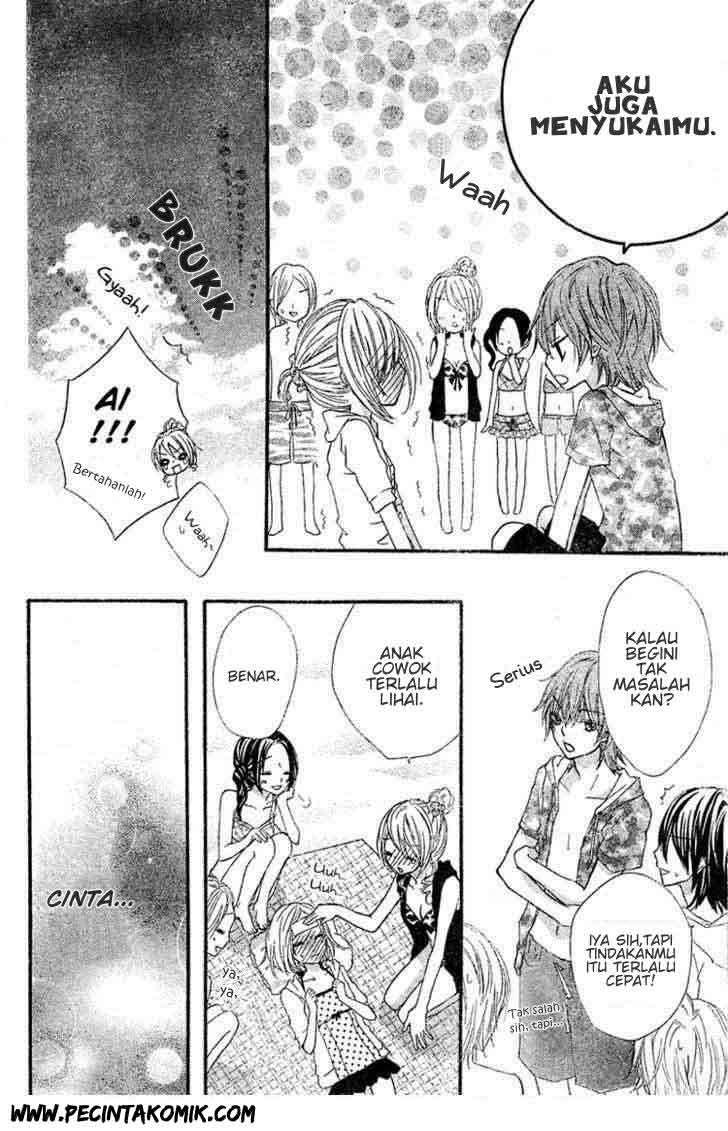 AKU
JUGA
MENYUKAIMU.
Waah
BRUKK
Gyaah!
AI
!!!
Bertahanlah!
Waah~
KALAU
BEGINI
TAK
MASALAH
KAN?
Serius
IYA SIH,TAPI
TINDAKANMU
ITU TERLALU
CEPAT!
Tak salah
sih, tapi...
ANAK
COWOK
TERLALU
LIHAI.
BENAR.
Uuh
Uuh
ya,
ya.
CINTA...
WWW.PECINTAKOMIK.COM